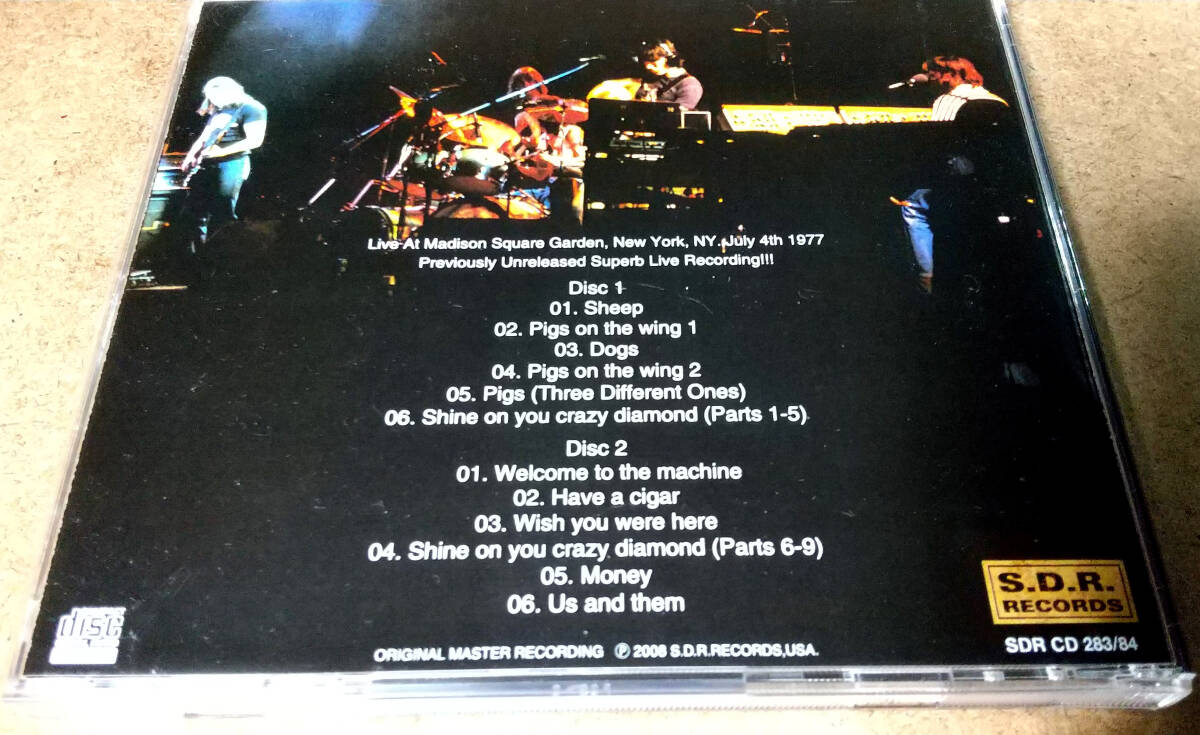 Live At Madison Square Garden, New York, NY. July 4th 1977
Previously Unreleased Superb Live Recording!!!
Disc 1
01. Sheep
02. Pigs on the wing 1
03. Dogs
04. Pigs on the wing 2
05. Pigs (Three Different Ones)
06. Shine on you crazy diamond (Parts 1-5)
Disc 2
01. Welcome to the machine
02. Have a cigar
03. Wish you were here
04. Shine on you crazy diamond (Parts 6-9)
05. Money
06. Us and them
S.D.R.
RECORDS
disc
ORIGINAL MASTER RECORDING ℗ 2006 S.D.R.RECORDS,USA.
SDR CD 283/84